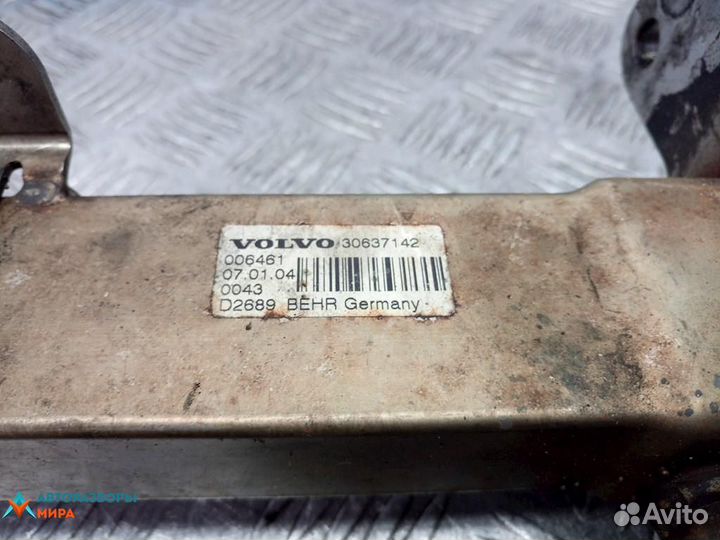 VOLVO 30637142
006461
07.01.04
0043
D2689 BEHR Germany
АВТОРАЗБОРЫ
МИРА
Avito